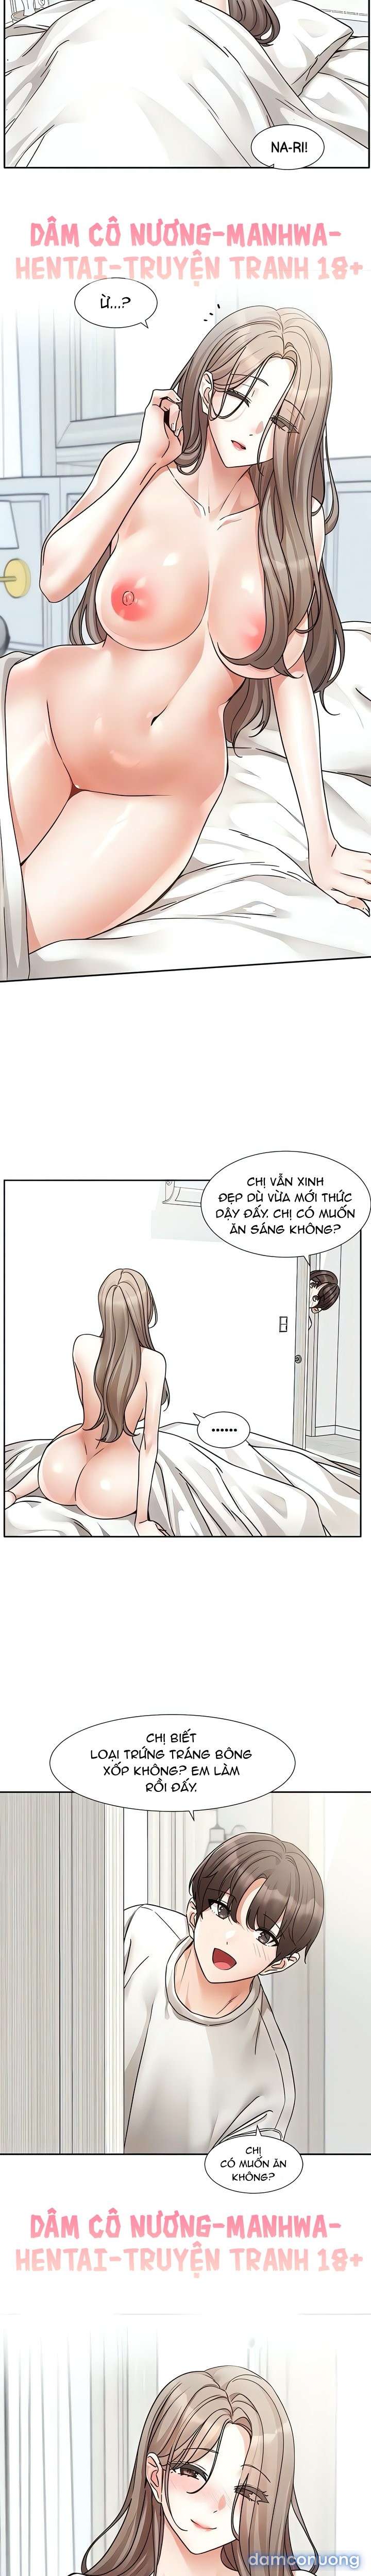 NA-RI!
DÂM CÔ NƯƠNG-MANHWA-
HENTAI-TRUYỆN TRANH 18+
Ừ...?
CHỊ VẪN XINH
ĐẸP DÙ VỪA MỚI THỨC
DẬY ĐẤY. CHỊ CÓ MUỐN
ĂN SÁNG KHÔNG?
......
CHỊ BIẾT
LOẠI TRỨNG TRÁNG BÔNG
XỐP KHÔNG? EM LÀM
RỒI ĐẤY.
CHỊ
CÓ MUỐN ĂN
KHÔNG?
DÂM CÔ NƯƠNG-MANHWA-
HENTAI-TRUYỆN TRANH 18+
damconuong